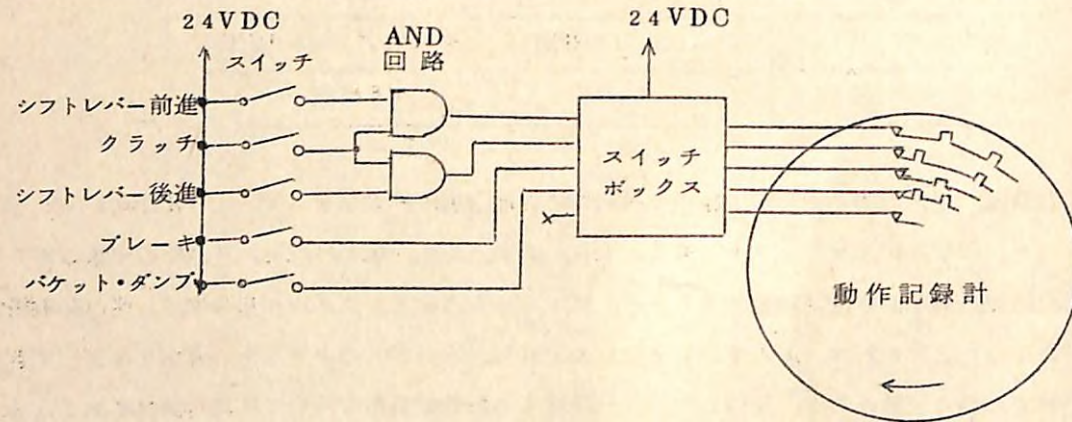 24VDC
スイッチ
AND
回路
24VDC
シフトレバー前進
クラッチ
シフトレバー後進
ブレーキ
バケット・ダンプ
スイッチ
ボックス
動作記録計